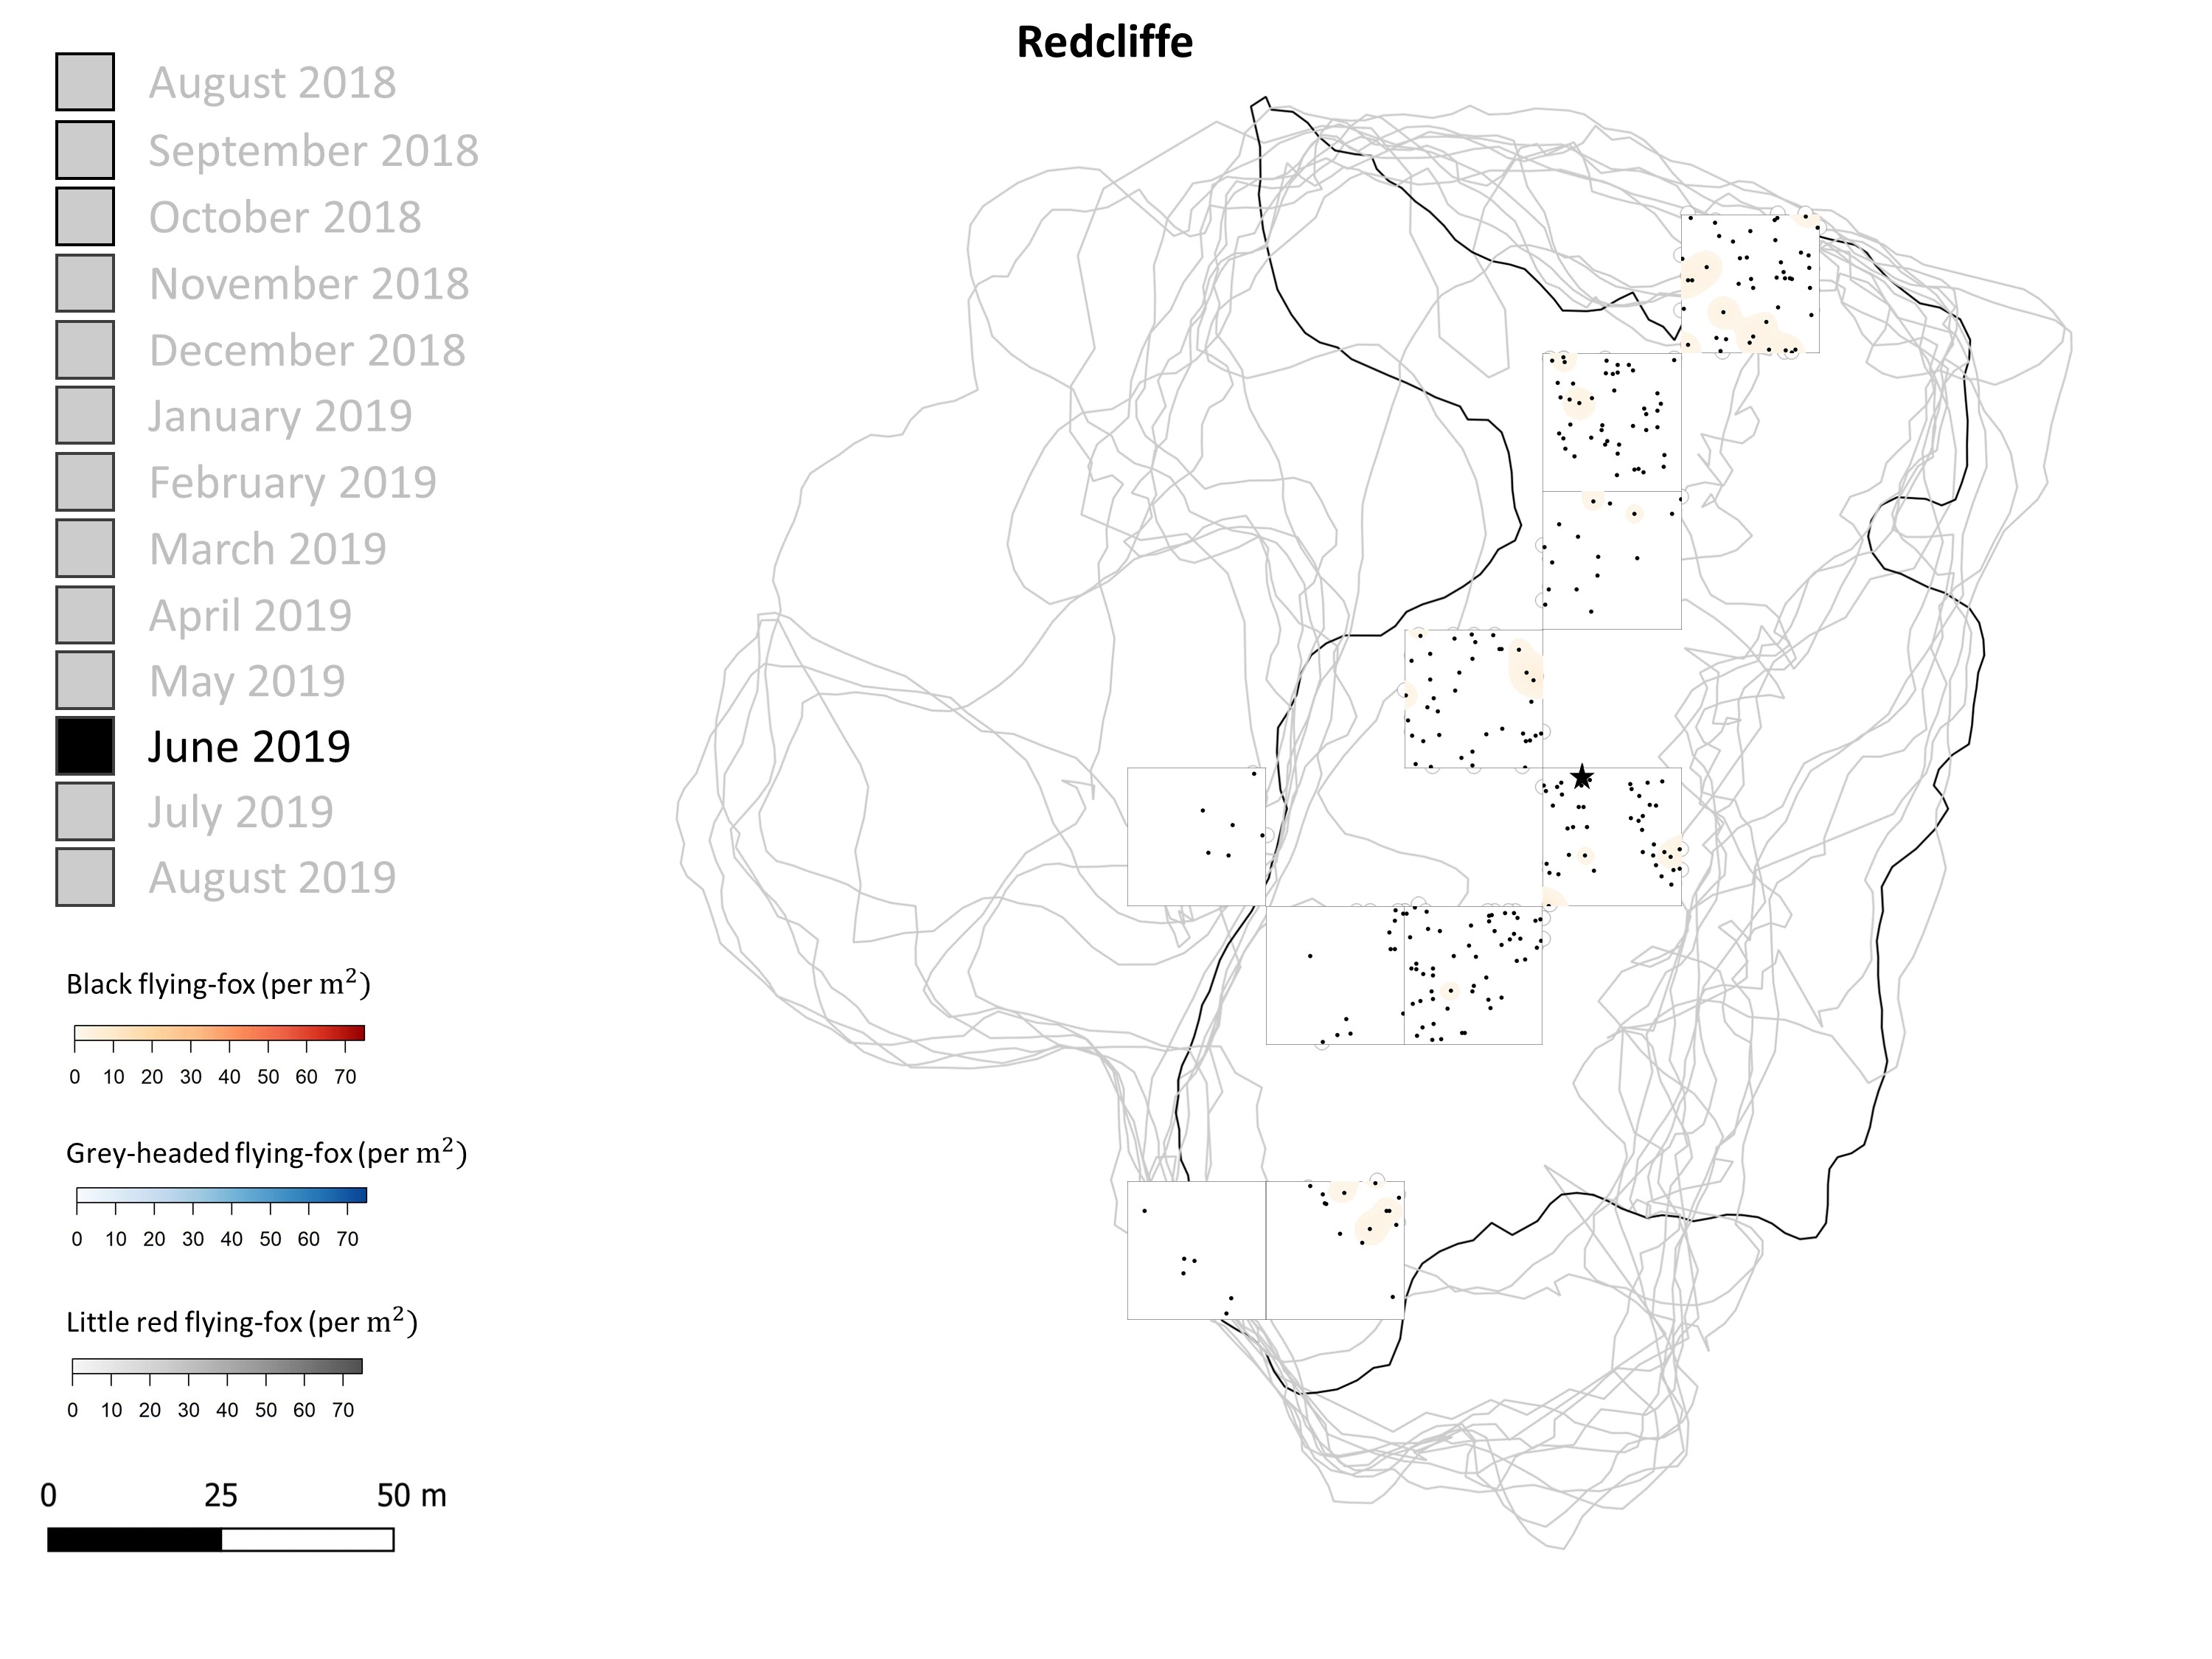 Redcliffe
August 2018
September 2018
October 2018
November 2018
December 2018
January 2019
February 2019
March 2019
April 2019
May 2019
June 2019
July 2019
August 2019
Black flying-fox (per m²)
0 10 20 30 40 50 60 70
Grey-headed flying-fox (per m²)
0 10 20 30 40 50 60 70
Little red flying-fox (per m²)
0 10 20 30 40 50 60 70
0 25 50 m